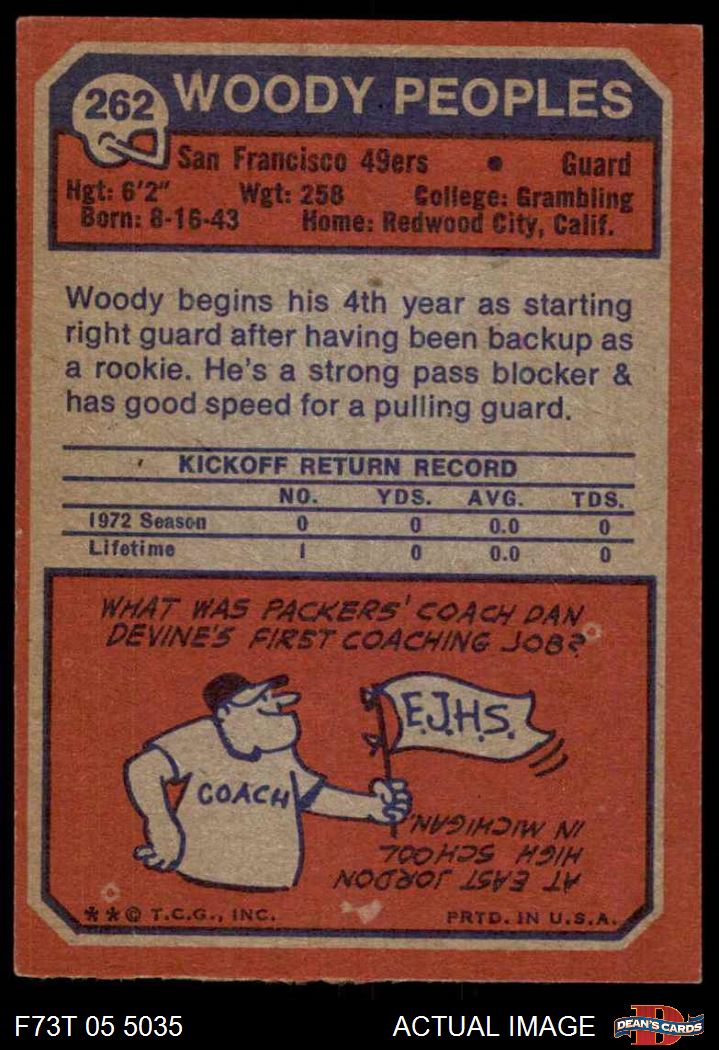 262 WOODY PEOPLES
San Francisco 49ers • Guard
Hgt: 6'2" Wgt: 258 College: Grambling
Born: 8-16-43 Home: Redwood City, Calif.
Woody begins his 4th year as starting
right guard after having been backup as
a rookie. He's a strong pass blocker &
has good speed for a pulling guard.
KICKOFF RETURN RECORD
NO. YDS. AVG. TDS.
1972 Season 0 0 0.0 0
Lifetime 1 0 0.0 0
WHAT WAS PACKERS' COACH DAN
DEVINE'S FIRST COACHING JOB?
E.J.H.S.
COACH
AT EAST JORDON
HIGH SCHOOL
IN MICHIGAN.
**© T.C.G., INC. PRTD. IN U.S.A.
F73T 05 5035 ACTUAL IMAGE D DEAN'S CARDS